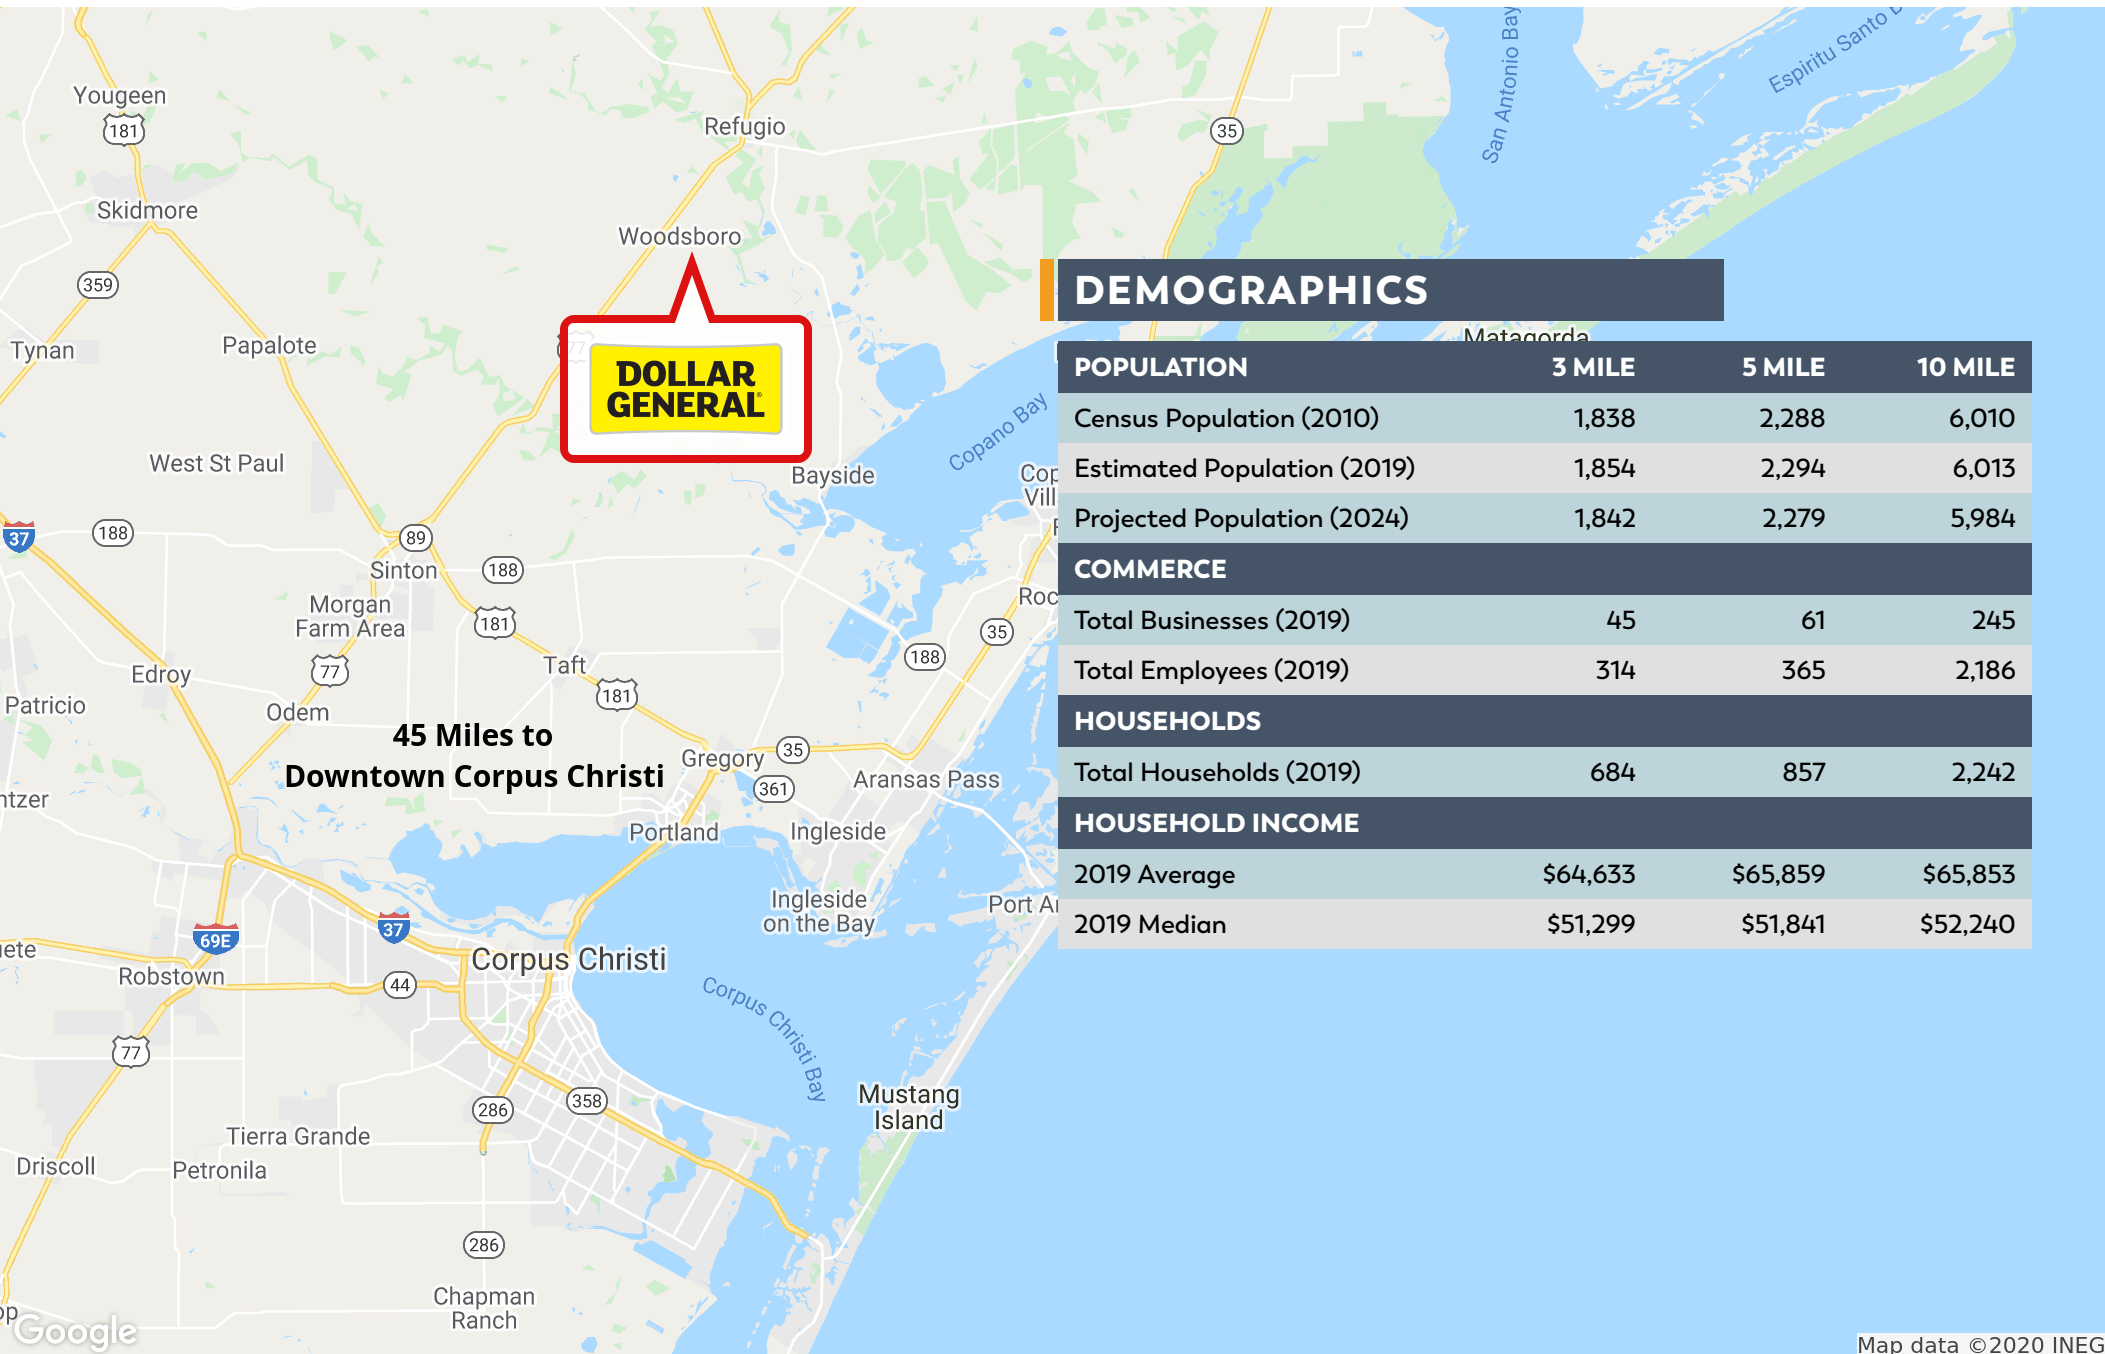 Yougeen
181
Refugio
35
San Antonio Bay
Espiritu Santo
Skidmore
Woodsboro
359
DEMOGRAPHICS
Matagorda
Tynan
Papalote
77
DOLLAR
GENERAL
Copano Bay
West St Paul
Bayside
37
188
89
Sinton
188
Morgan
Farm Area
181
35
188
Edroy
77
Taft
181
Patricio
Odem
45 Miles to
Downtown Corpus Christi
Gregory
35
361
Aransas Pass
Portland
Ingleside
Ingleside
on the Bay
37
69E
Robstown
Corpus Christi
44
Corpus Christi Bay
77
286
358
Mustang
Island
Tierra Grande
Driscoll
Petronila
286
Chapman
Ranch
Google
POPULATION 3 MILE 5 MILE 10 MILE
Census Population (2010) 1,838 2,288 6,010
Estimated Population (2019) 1,854 2,294 6,013
Projected Population (2024) 1,842 2,279 5,984
COMMERCE
Total Businesses (2019) 45 61 245
Total Employees (2019) 314 365 2,186
HOUSEHOLDS
Total Households (2019) 684 857 2,242
HOUSEHOLD INCOME
2019 Average $64,633 $65,859 $65,853
2019 Median $51,299 $51,841 $52,240
Map data ©2020 INEG